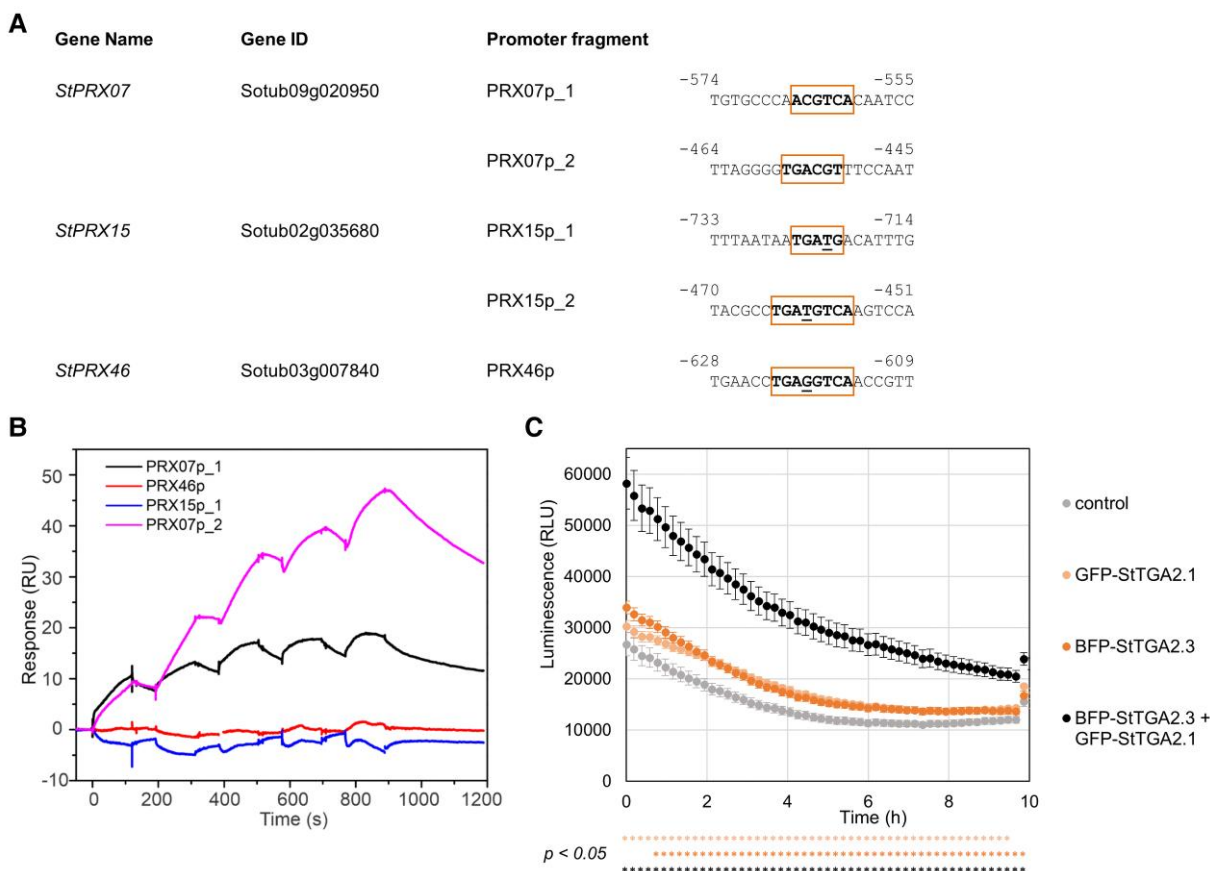 A
Gene Name Gene ID Promoter fragment
-574 -555
StPRX07 Sotub09g020950 PRX07p_1 TGTGCCCAACGTCACAATCC
-464 -445
PRX07p_2 TTAGGGGTGACGTTTCCAAT
-733 -714
StPRX15 Sotub02g035680 PRX15p_1 TTTAATAATGATGACATTTG
-470 -451
PRX15p_2 TACGCCTGATGTCAAGTCCA
-628 -609
StPRX46 Sotub03g007840 PRX46p TGAACCTGAGGTCAACCGTT
B
PRX07p_1
PRX46p
PRX15p_1
PRX07p_2
Response (RU)
50
40
30
20
10
0
-10
0 200 400 600 800 1000 1200
Time (s)
C
Luminescence (RLU)
60000
50000
40000
30000
20000
10000
0
0 2 4 6 8 10
Time (h)
p < 0.05
control
GFP-StTGA2.1
BFP-StTGA2.3
BFP-StTGA2.3 +
GFP-StTGA2.1